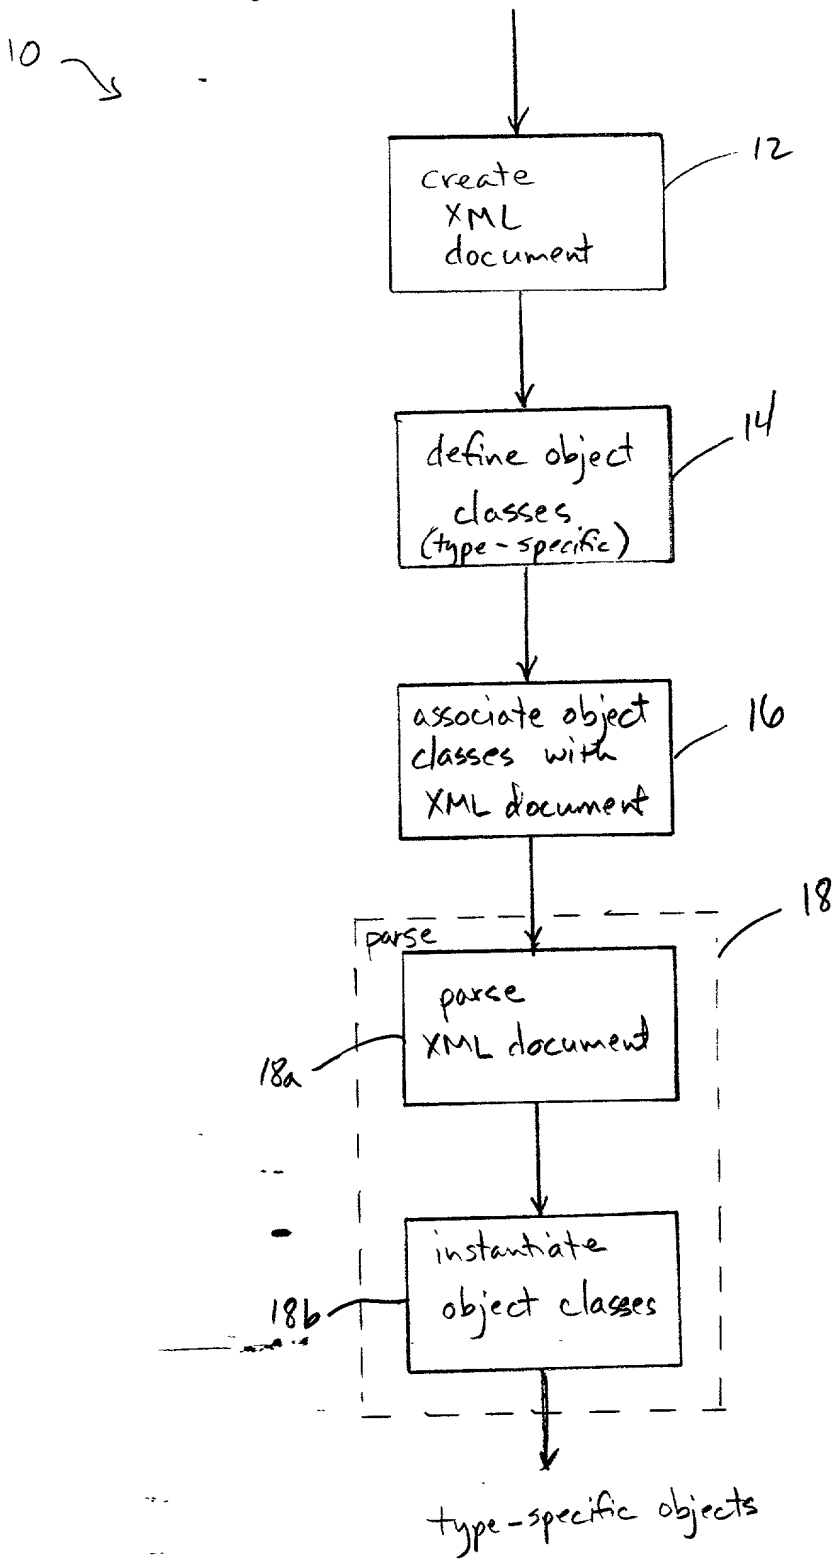 10
12
create
XML
document
14
define object
classes
(type-specific)
16
associate object
classes with
XML document
18
parse
parse
XML document
18a
instantiate
object classes
18b
type-specific objects